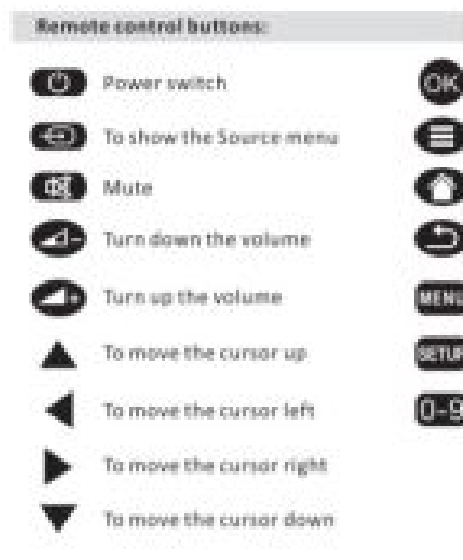 Remote control buttons:
Power switch
OK
To show the Source menu
Mute
Turn down the volume
Turn up the volume
MENU
To move the cursor up
SETUP
To move the cursor left
0-9
To move the cursor right
To move the cursor down